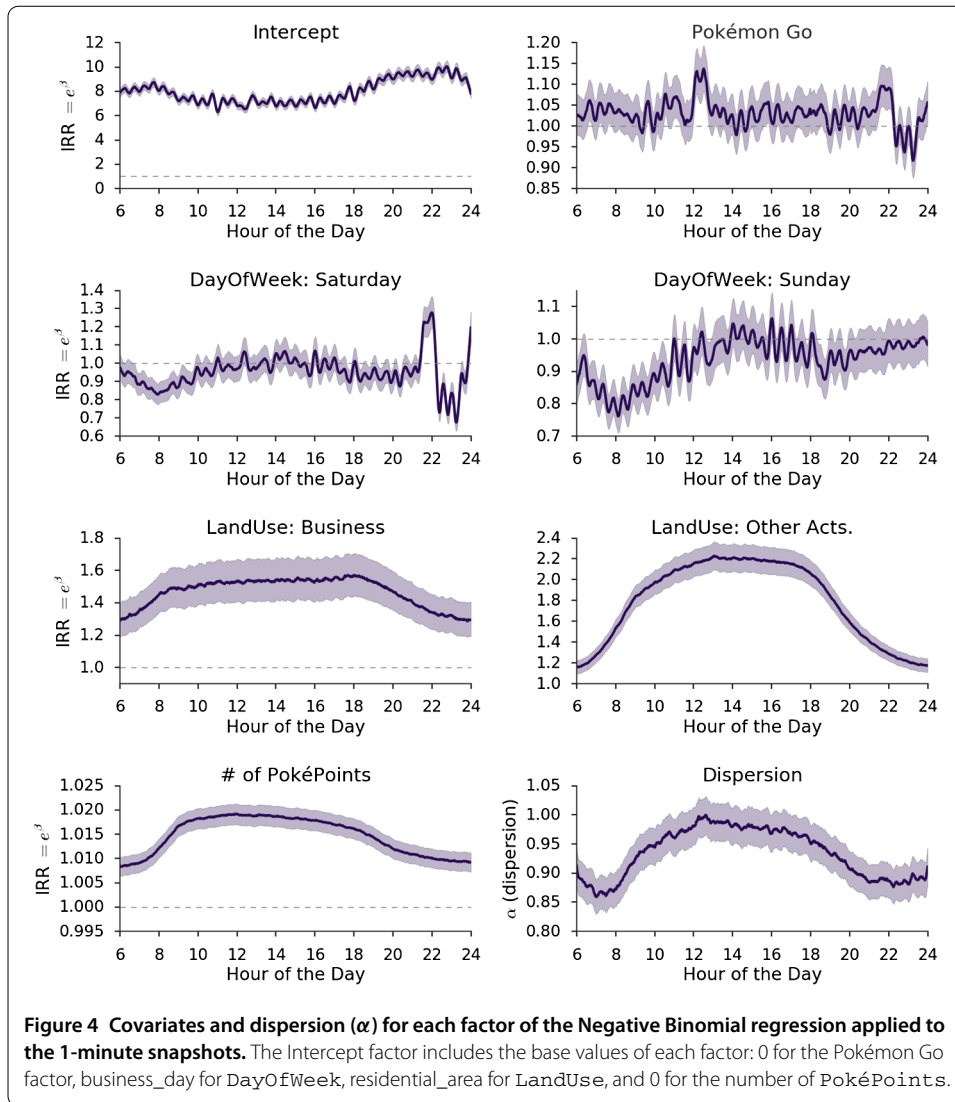 Intercept
IRR = e^β
12
10
8
6
4
2
0
6 8 10 12 14 16 18 20 22 24
Hour of the Day
Pokémon Go
1.20
1.15
1.10
1.05
1.00
0.95
0.90
0.85
6 8 10 12 14 16 18 20 22 24
Hour of the Day
DayOfWeek: Saturday
IRR = e^β
1.4
1.3
1.2
1.1
1.0
0.9
0.8
0.7
0.6
6 8 10 12 14 16 18 20 22 24
Hour of the Day
DayOfWeek: Sunday
1.1
1.0
0.9
0.8
0.7
6 8 10 12 14 16 18 20 22 24
Hour of the Day
LandUse: Business
IRR = e^β
1.8
1.6
1.4
1.2
1.0
6 8 10 12 14 16 18 20 22 24
Hour of the Day
LandUse: Other Acts.
2.4
2.2
2.0
1.8
1.6
1.4
1.2
1.0
6 8 10 12 14 16 18 20 22 24
Hour of the Day
# of PokéPoints
IRR = e^β
1.025
1.020
1.015
1.010
1.005
1.000
0.995
6 8 10 12 14 16 18 20 22 24
Hour of the Day
Dispersion
α (dispersion)
1.05
1.00
0.95
0.90
0.85
0.80
6 8 10 12 14 16 18 20 22 24
Hour of the Day
Figure 4 Covariates and dispersion (α) for each factor of the Negative Binomial regression applied to
the 1-minute snapshots. The Intercept factor includes the base values of each factor: 0 for the Pokémon Go
factor, business_day for DayOfWeek, residential_area for LandUse, and 0 for the number of PokéPoints.